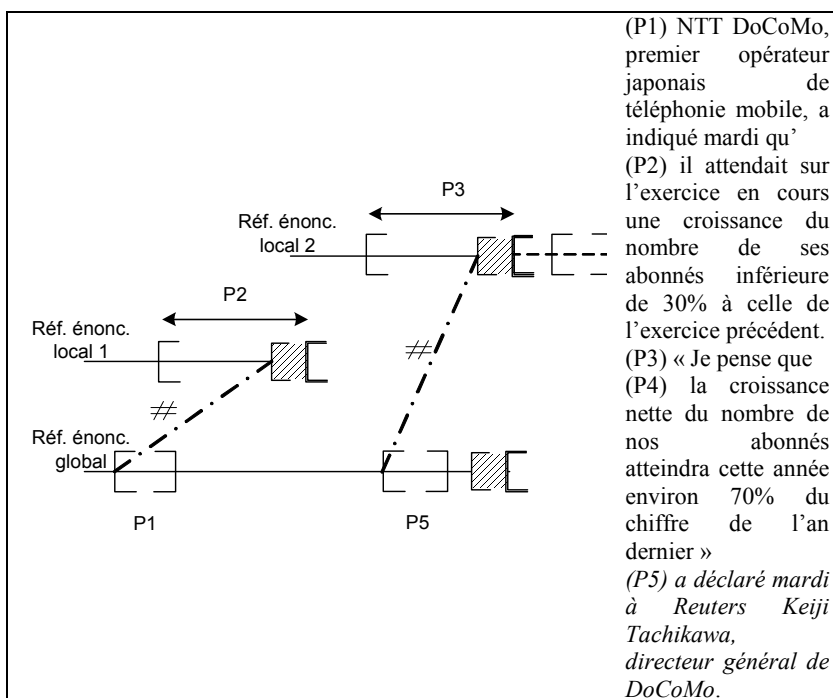 P3
Réf. énonc.
local 2
P2
Réf. énonc.
local 1
Réf. énonc.
global
P1
P5
(P1) NTT DoCoMo,
premier opérateur
japonais de
téléphonie mobile, a
indiqué mardi qu’
(P2) il attendait sur
l’exercice en cours
une croissance du
nombre de ses
abonnés inférieure
de 30% à celle de
l’exercice précédent.
(P3) « Je pense que
(P4) la croissance
nette du nombre de
nos abonnés
atteindra cette année
environ 70% du
chiffre de l’an
dernier »
(P5) a déclaré mardi
à Reuters Keiji
Tachikawa,
directeur général de
DoCoMo.